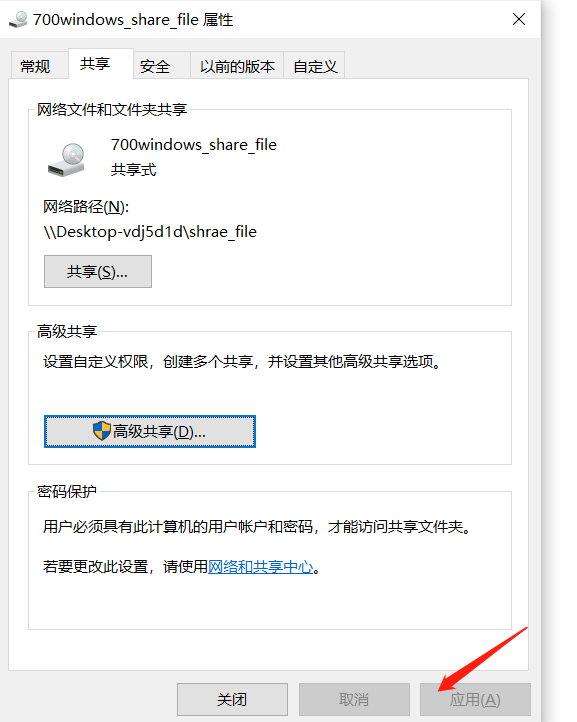 700windows_share_file 属性
常规 共享 安全 以前的版本 自定义
网络文件和文件夹共享
700windows_share_file
共享式
网络路径(N):
\\Desktop-vdj5d1d\shrae_file
共享(S)...
高级共享
设置自定义权限，创建多个共享，并设置其他高级共享选项。
高级共享(D)...
密码保护
用户必须具有此计算机的用户帐户和密码，才能访问共享文件夹。
若要更改此设置，请使用网络和共享中心。
关闭 取消 应用(A)